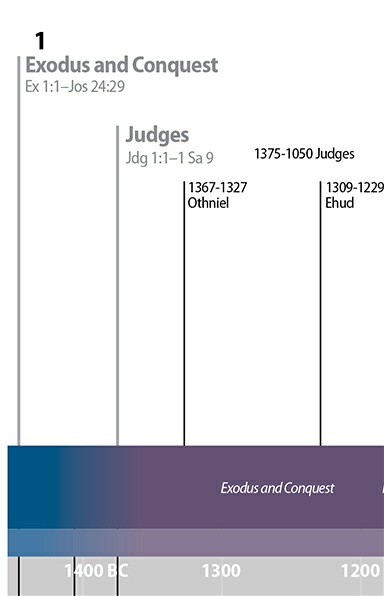 1
Exodus and Conquest
Ex 1:1–Jos 24:29
Judges
Jdg 1:1–1 Sa 9
1375-1050 Judges
1367-1327
Othniel
1309-1229
Ehud
Exodus and Conquest
1400 BC
1300
1200